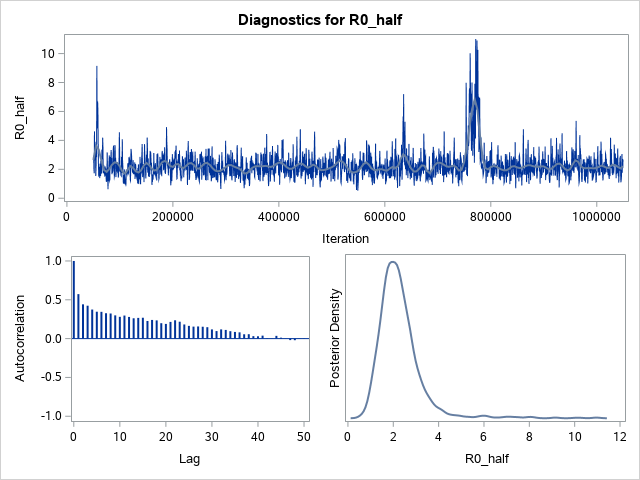 Diagnostics for R0_half
R0_half
10
8
6
4
2
0
0 200000 400000 600000 800000 1000000
Iteration
Autocorrelation
1.0
0.5
0.0
-0.5
-1.0
0 10 20 30 40 50
Lag
Posterior Density
0 2 4 6 8 10 12
R0_half